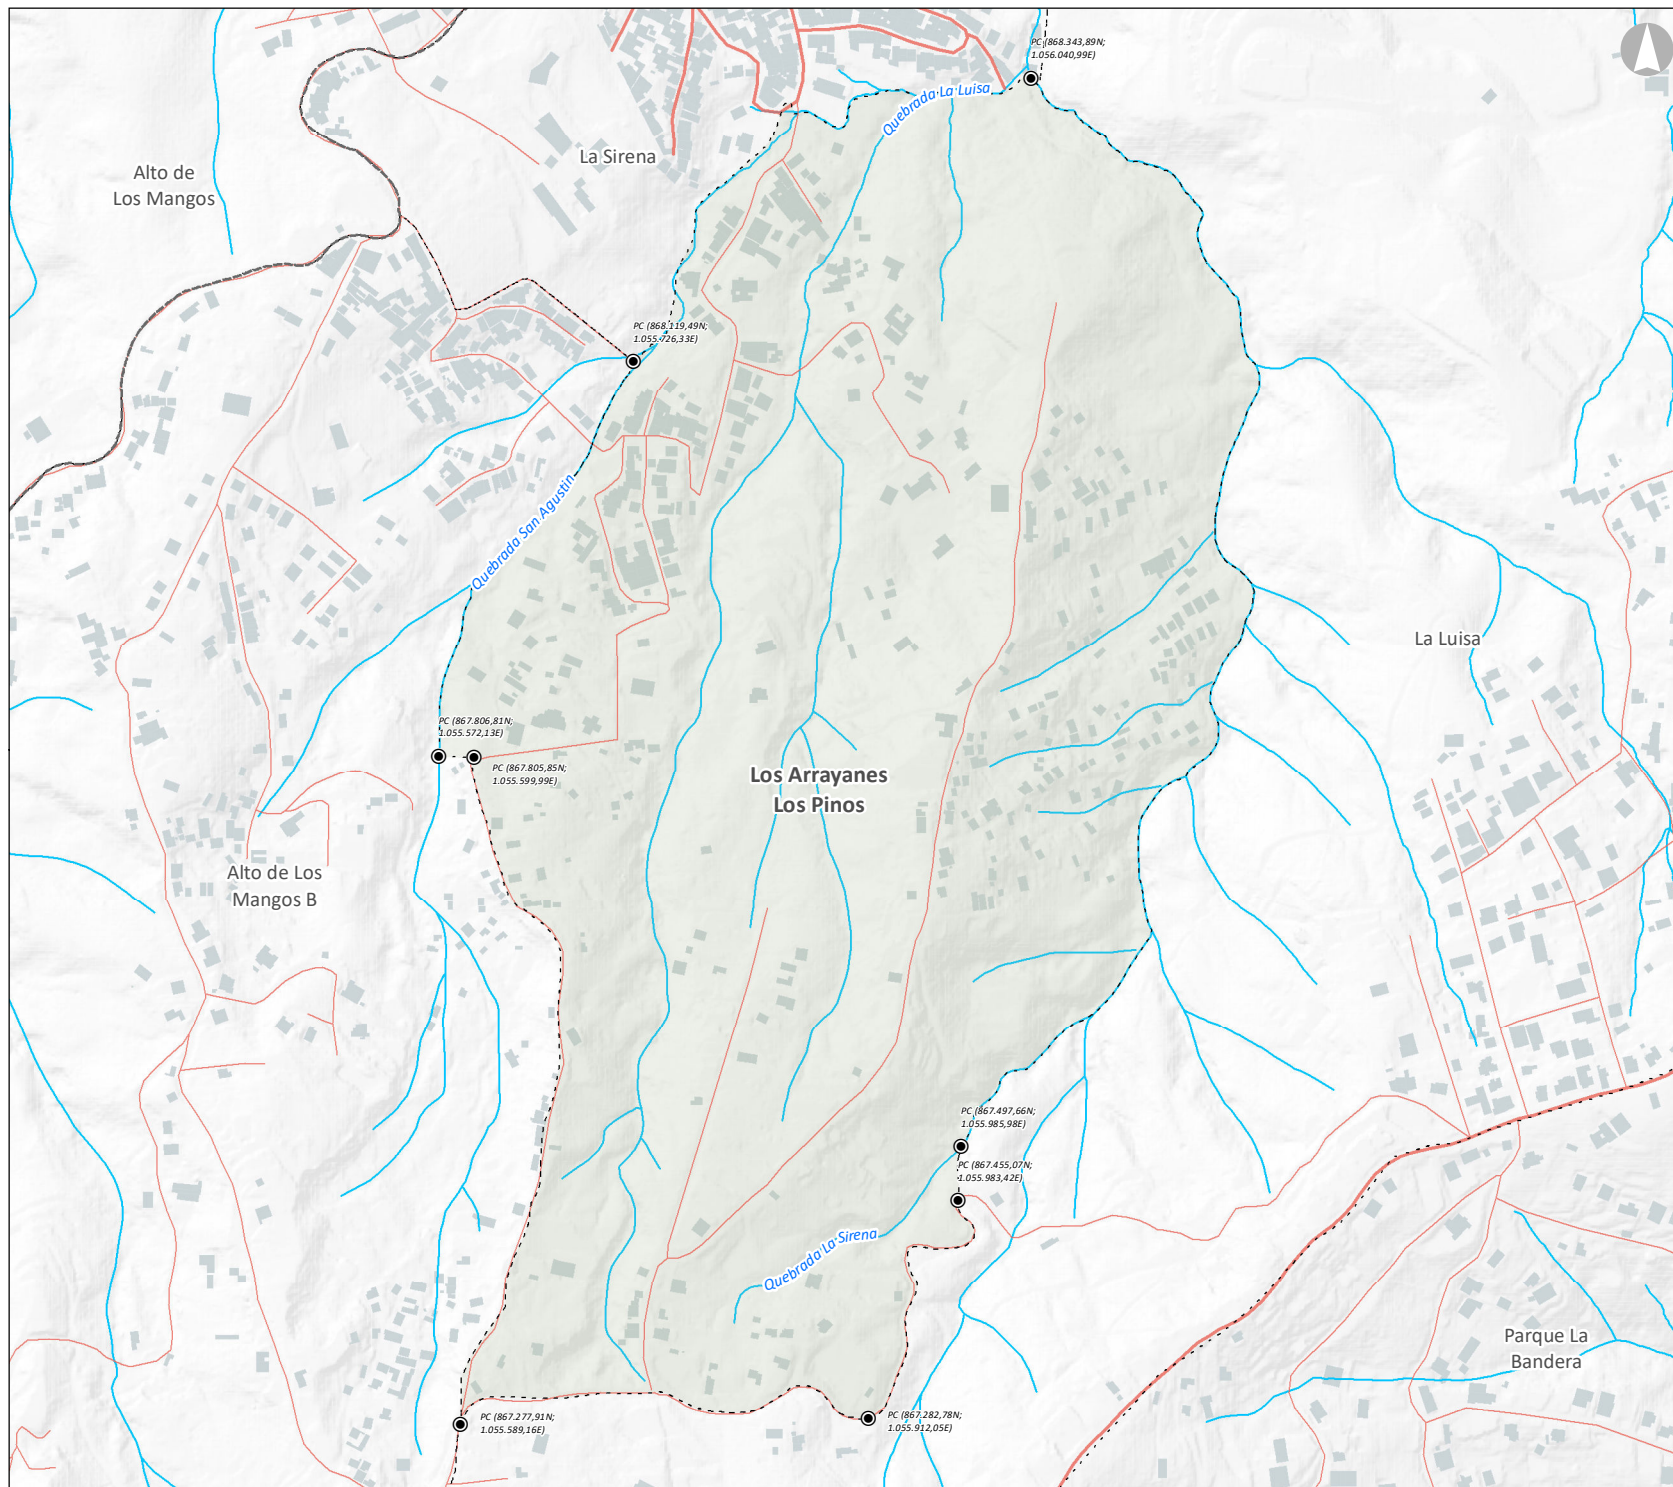 PC (868.343,89N;
1.056.040,99E)
Quebrada La Luisa
La Sirena
Alto de
Los Mangos
PC (868.119,49N;
1.055.726,33E)
Quebrada San Agustin
La Luisa
PC (867.806,81N;
1.055.572,13E)
PC (867.805,85N;
1.055.599,99E)
Los Arrayanes
Los Pinos
Alto de Los
Mangos B
PC (867.497,66N;
1.055.985,98E)
PC (867.455,07N;
1.055.983,42E)
Quebrada La Sirena
Parque La
Bandera
PC (867.277,91N;
1.055.589,16E)
PC (867.282,78N;
1.055.912,05E)